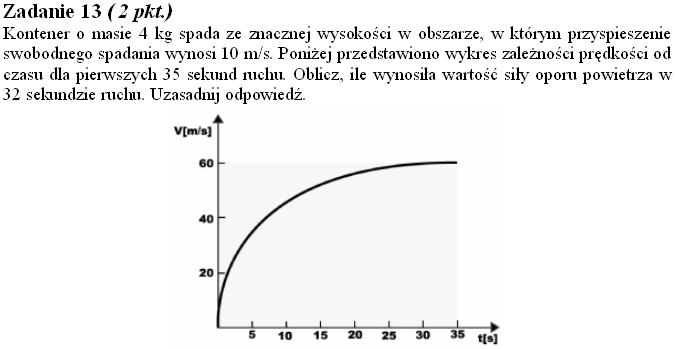 Zadanie 13 ( 2 pkt.)
Kontener o masie 4 kg spada ze znacznej wysokości w obszarze, w którym przyspieszenie
swobodnego spadania wynosi 10 m/s. Poniżej przedstawiono wykres zależności prędkości od
czasu dla pierwszych 35 sekund ruchu. Oblicz, ile wynosiła wartość siły oporu powietrza w
32 sekundzie ruchu. Uzasadnij odpowiedź.
V[m/s]
60
40
20
5 10 15 20 25 30 35 t[s]